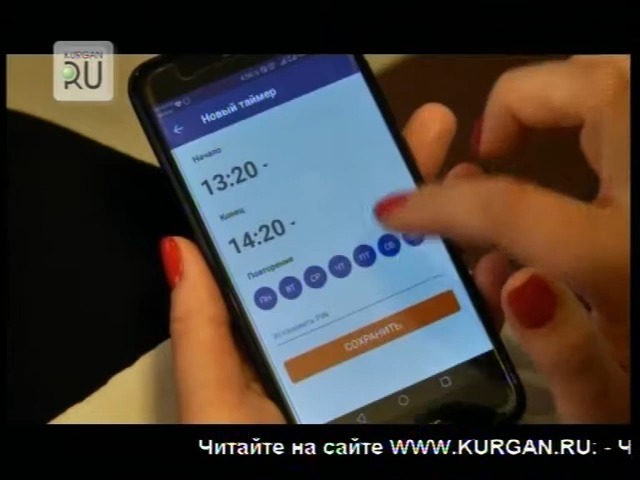 KURGAN
RU
Новый таймер
Начало
13:20 -
Конец
14:20 -
Повторение
ПН ВТ СР ЧТ ПТ СБ
Установить PIN
СОХРАНИТЬ
Читайте на сайте WWW.KURGAN.RU: - Ч